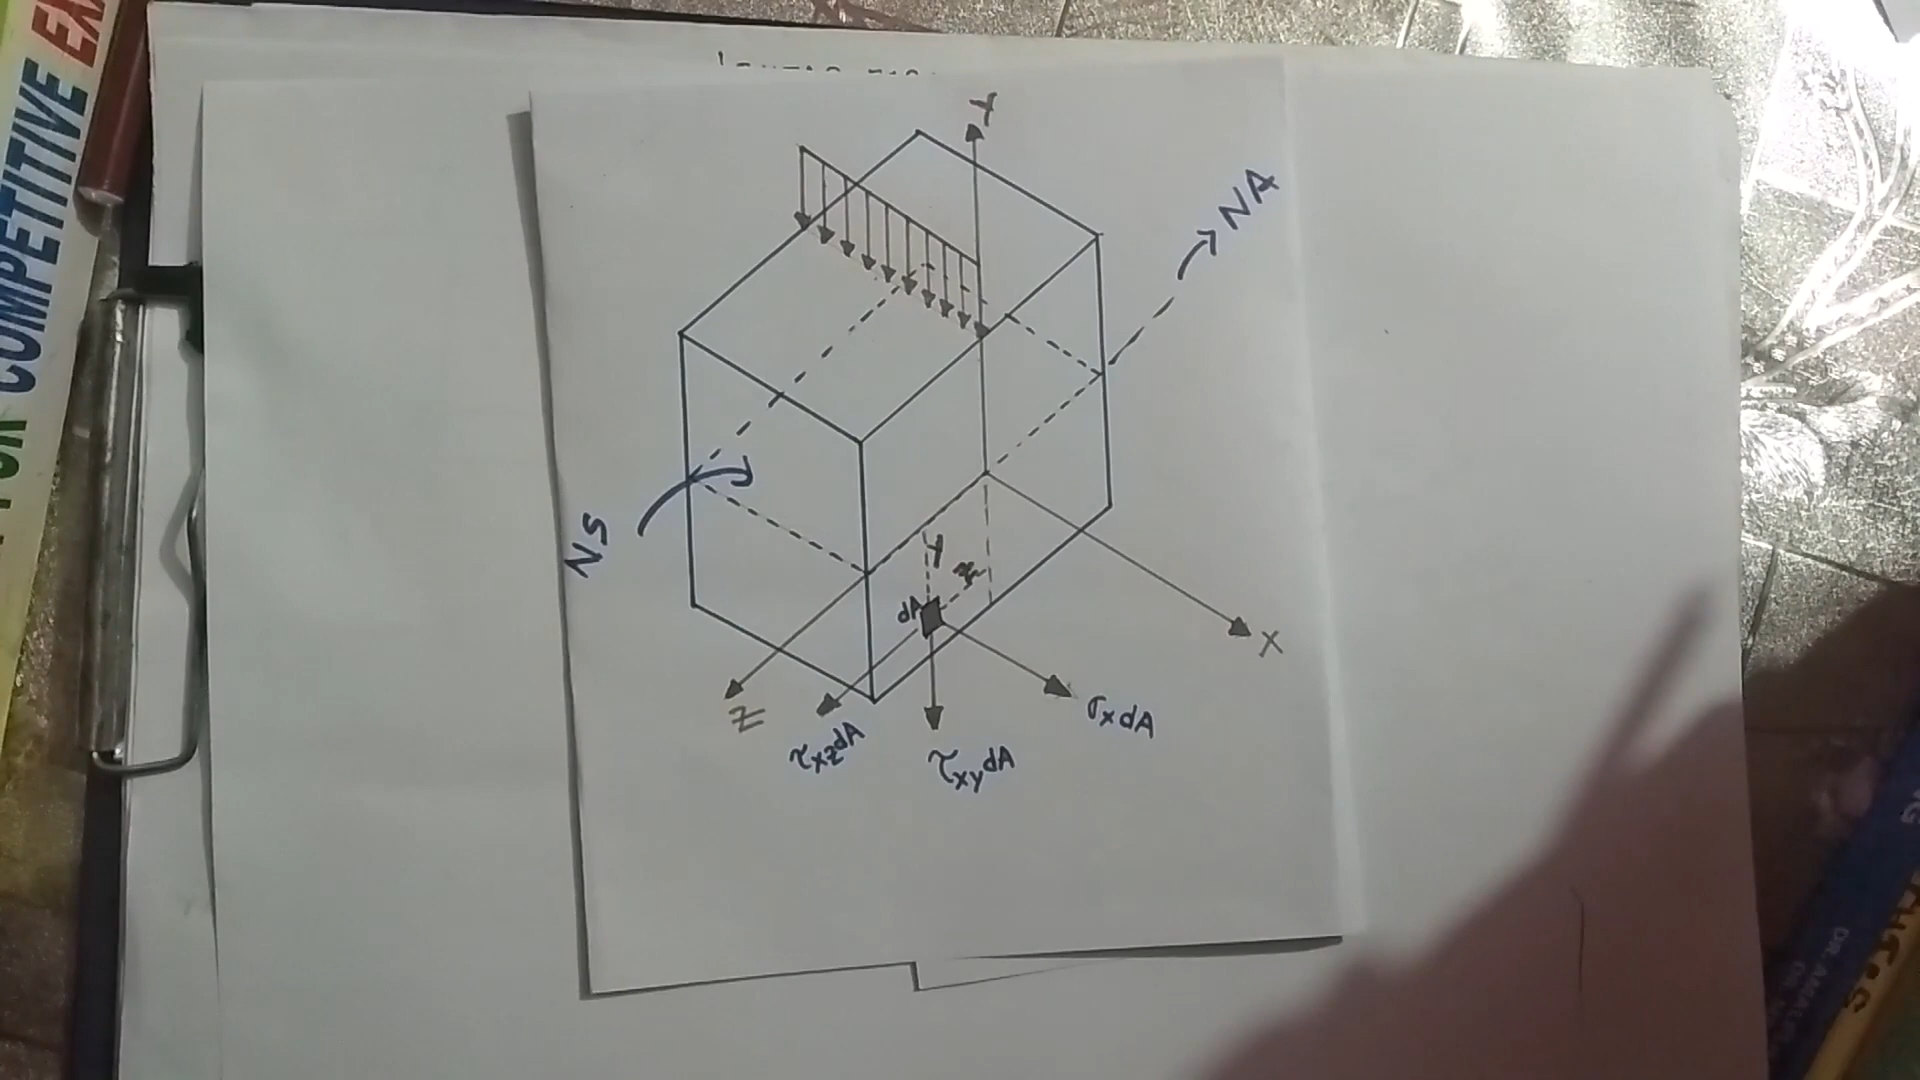 Y
NA
NS
Y
Z
dA
X
Z
τxzdA
τxydA
σxdA
COMPETITIVE